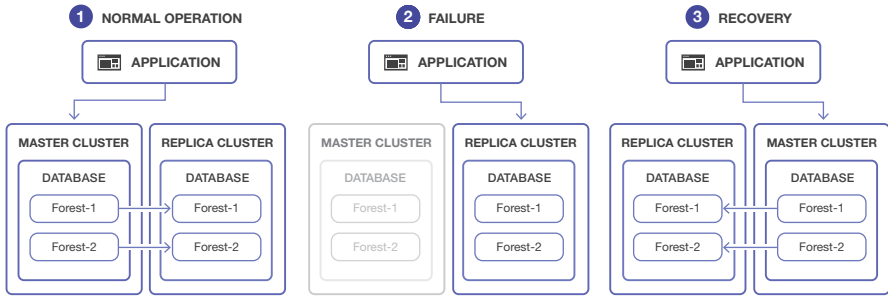 1 NORMAL OPERATION
APPLICATION
MASTER CLUSTER
DATABASE
Forest-1
Forest-2
REPLICA CLUSTER
DATABASE
Forest-1
Forest-2
2 FAILURE
APPLICATION
MASTER CLUSTER
DATABASE
Forest-1
Forest-2
REPLICA CLUSTER
DATABASE
Forest-1
Forest-2
3 RECOVERY
APPLICATION
REPLICA CLUSTER
DATABASE
Forest-1
Forest-2
MASTER CLUSTER
DATABASE
Forest-1
Forest-2